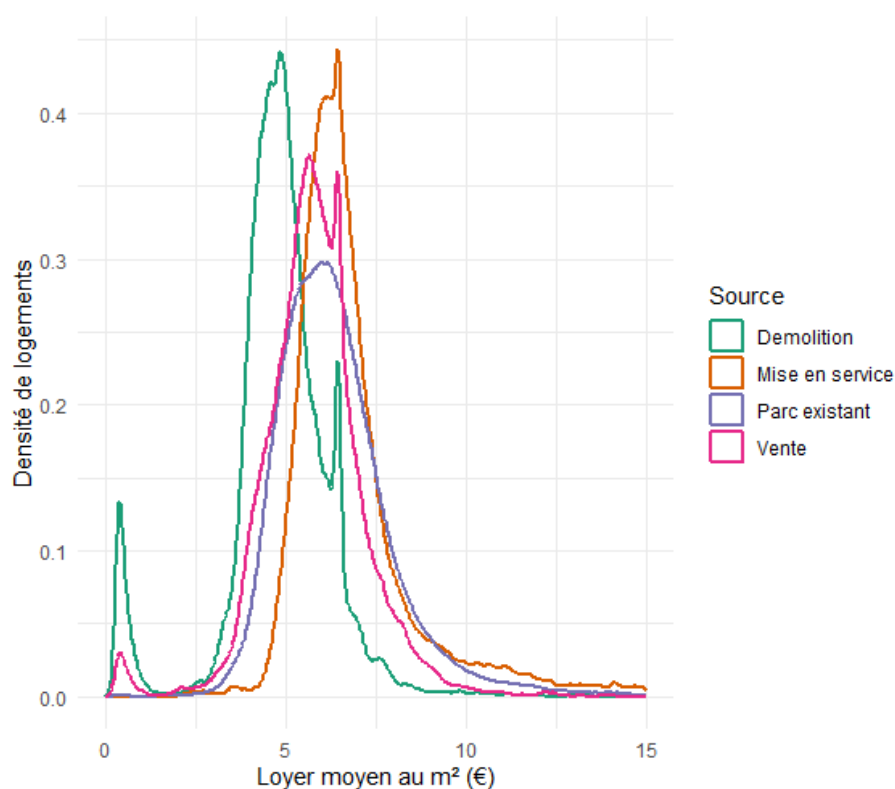 0.4
0.3
0.2
0.1
0.0
Densité de logements
0
5
10
15
Loyer moyen au m² (€)
Source
Demolition
Mise en service
Parc existant
Vente